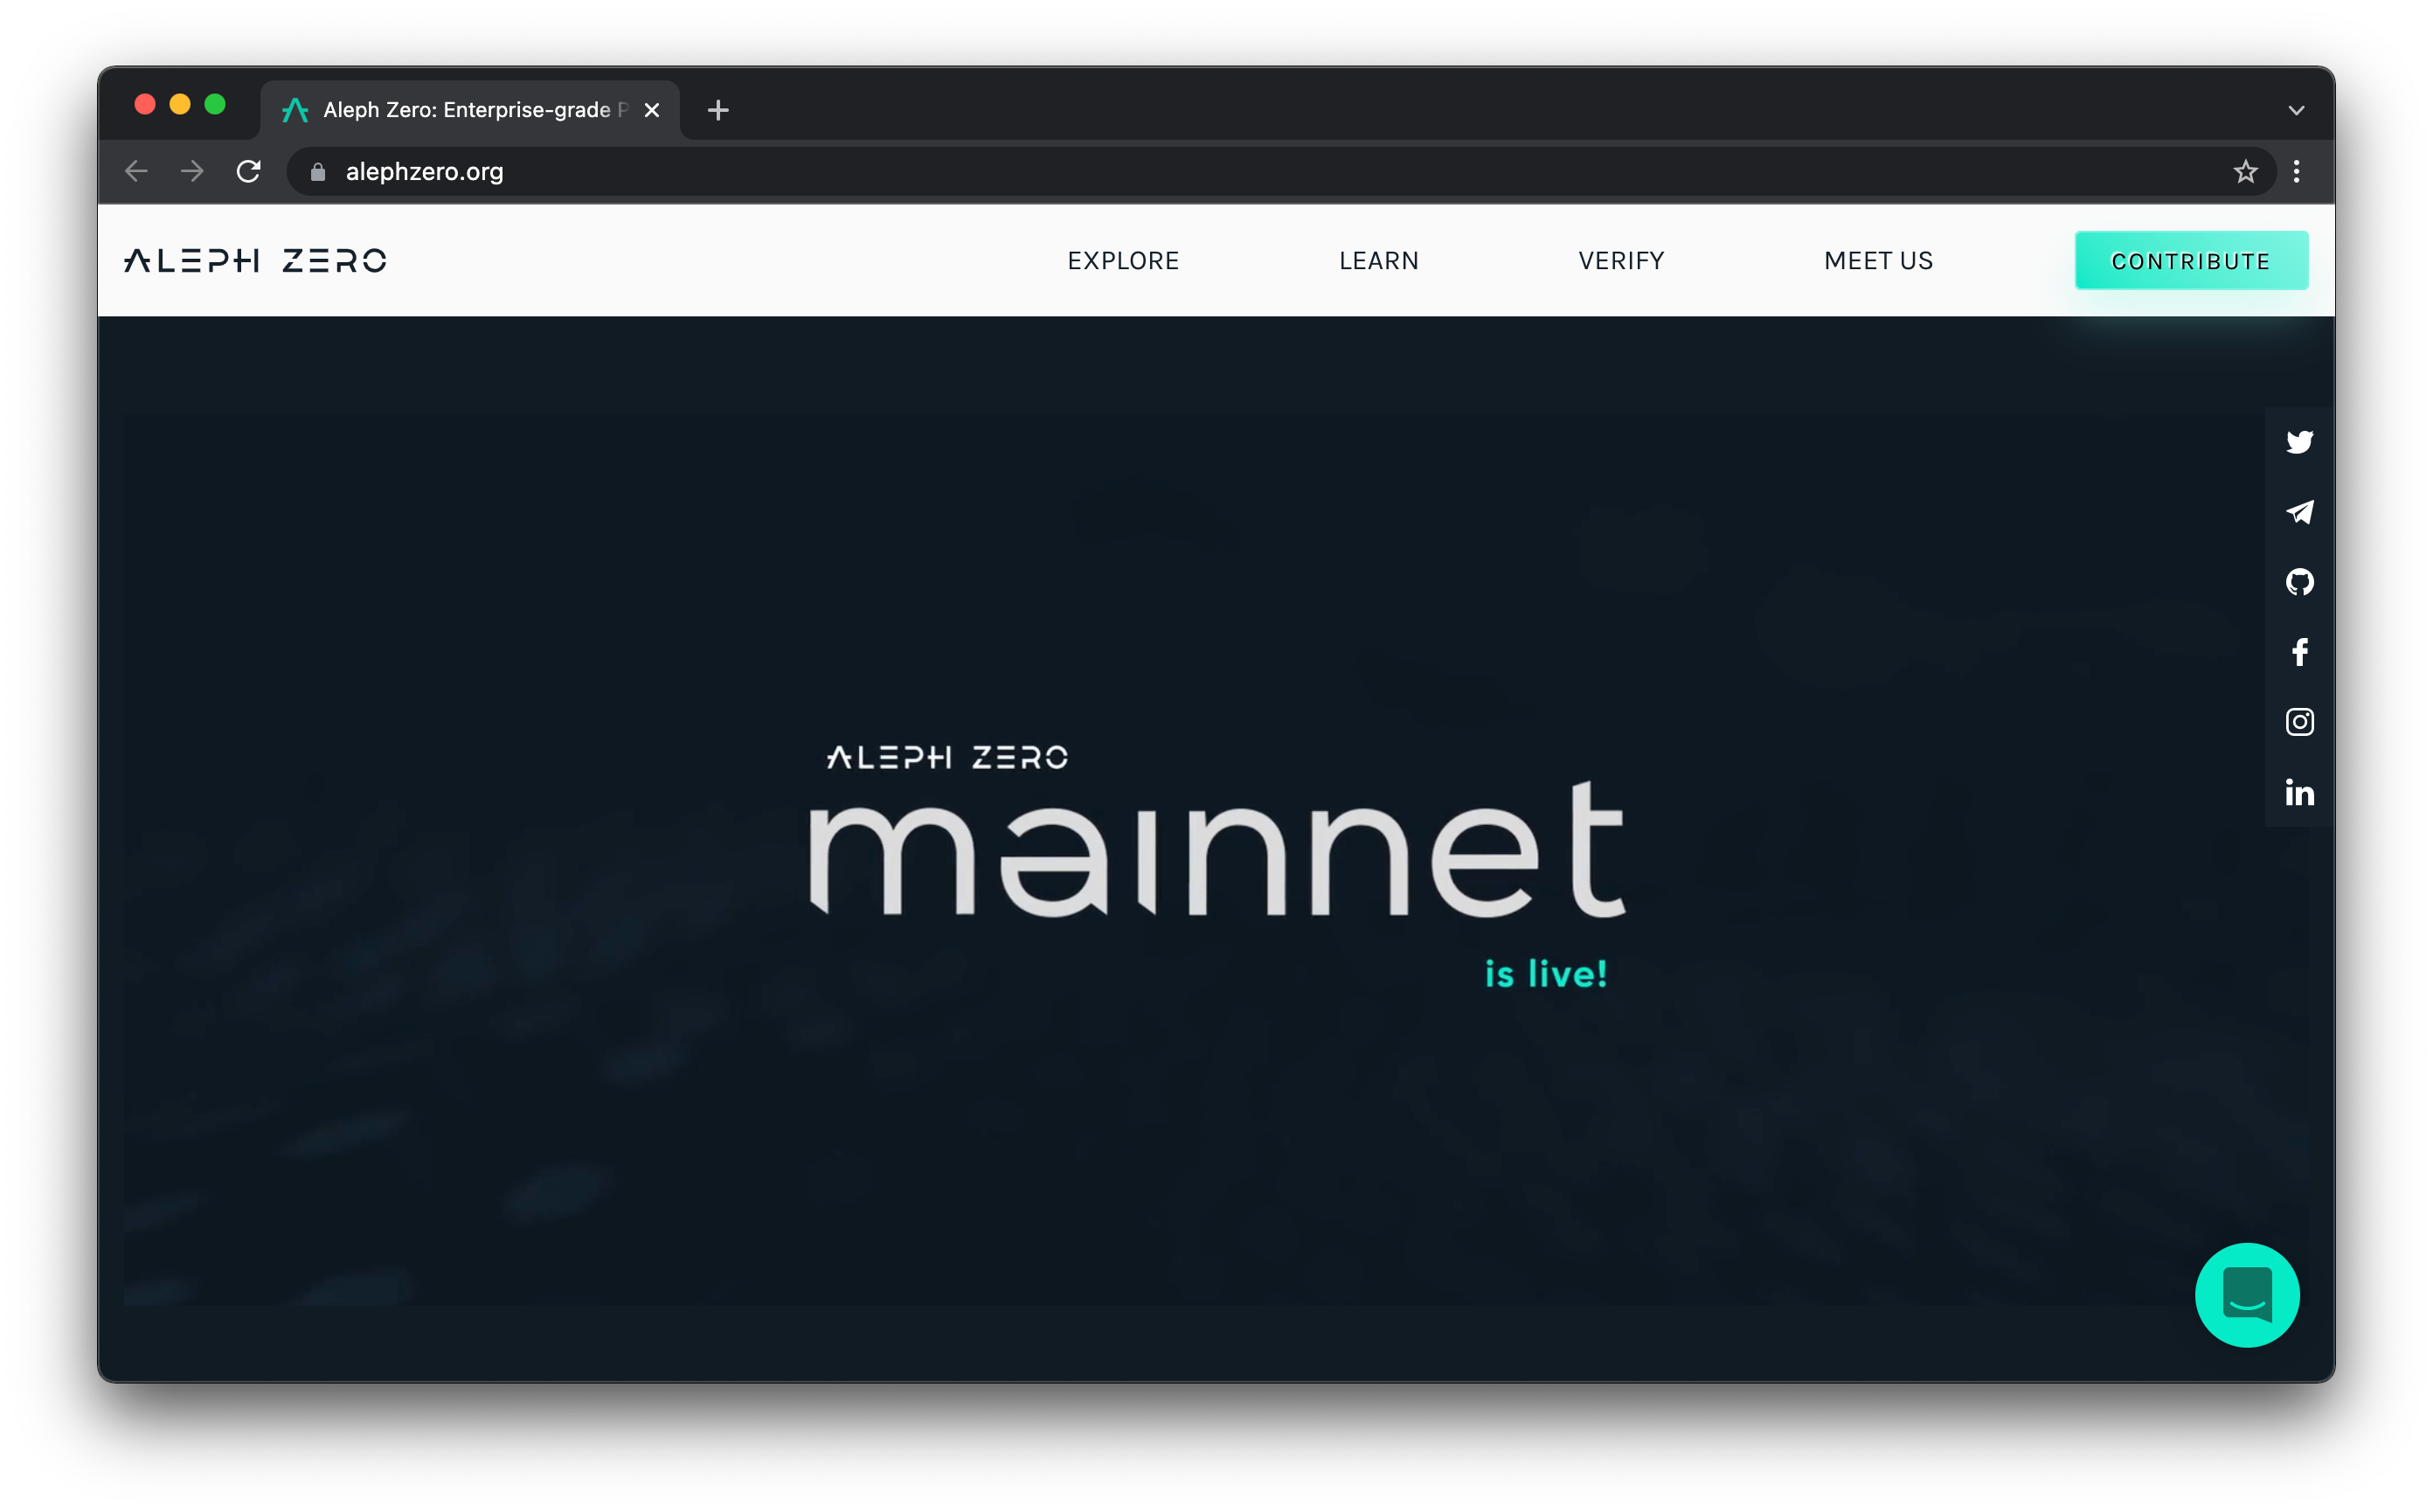 Aleph Zero: Enterprise-grade P
alephzero.org
ALEPH ZERO
EXPLORE
LEARN
VERIFY
MEET US
CONTRIBUTE
ALEPH ZERO
mainnet
is live!